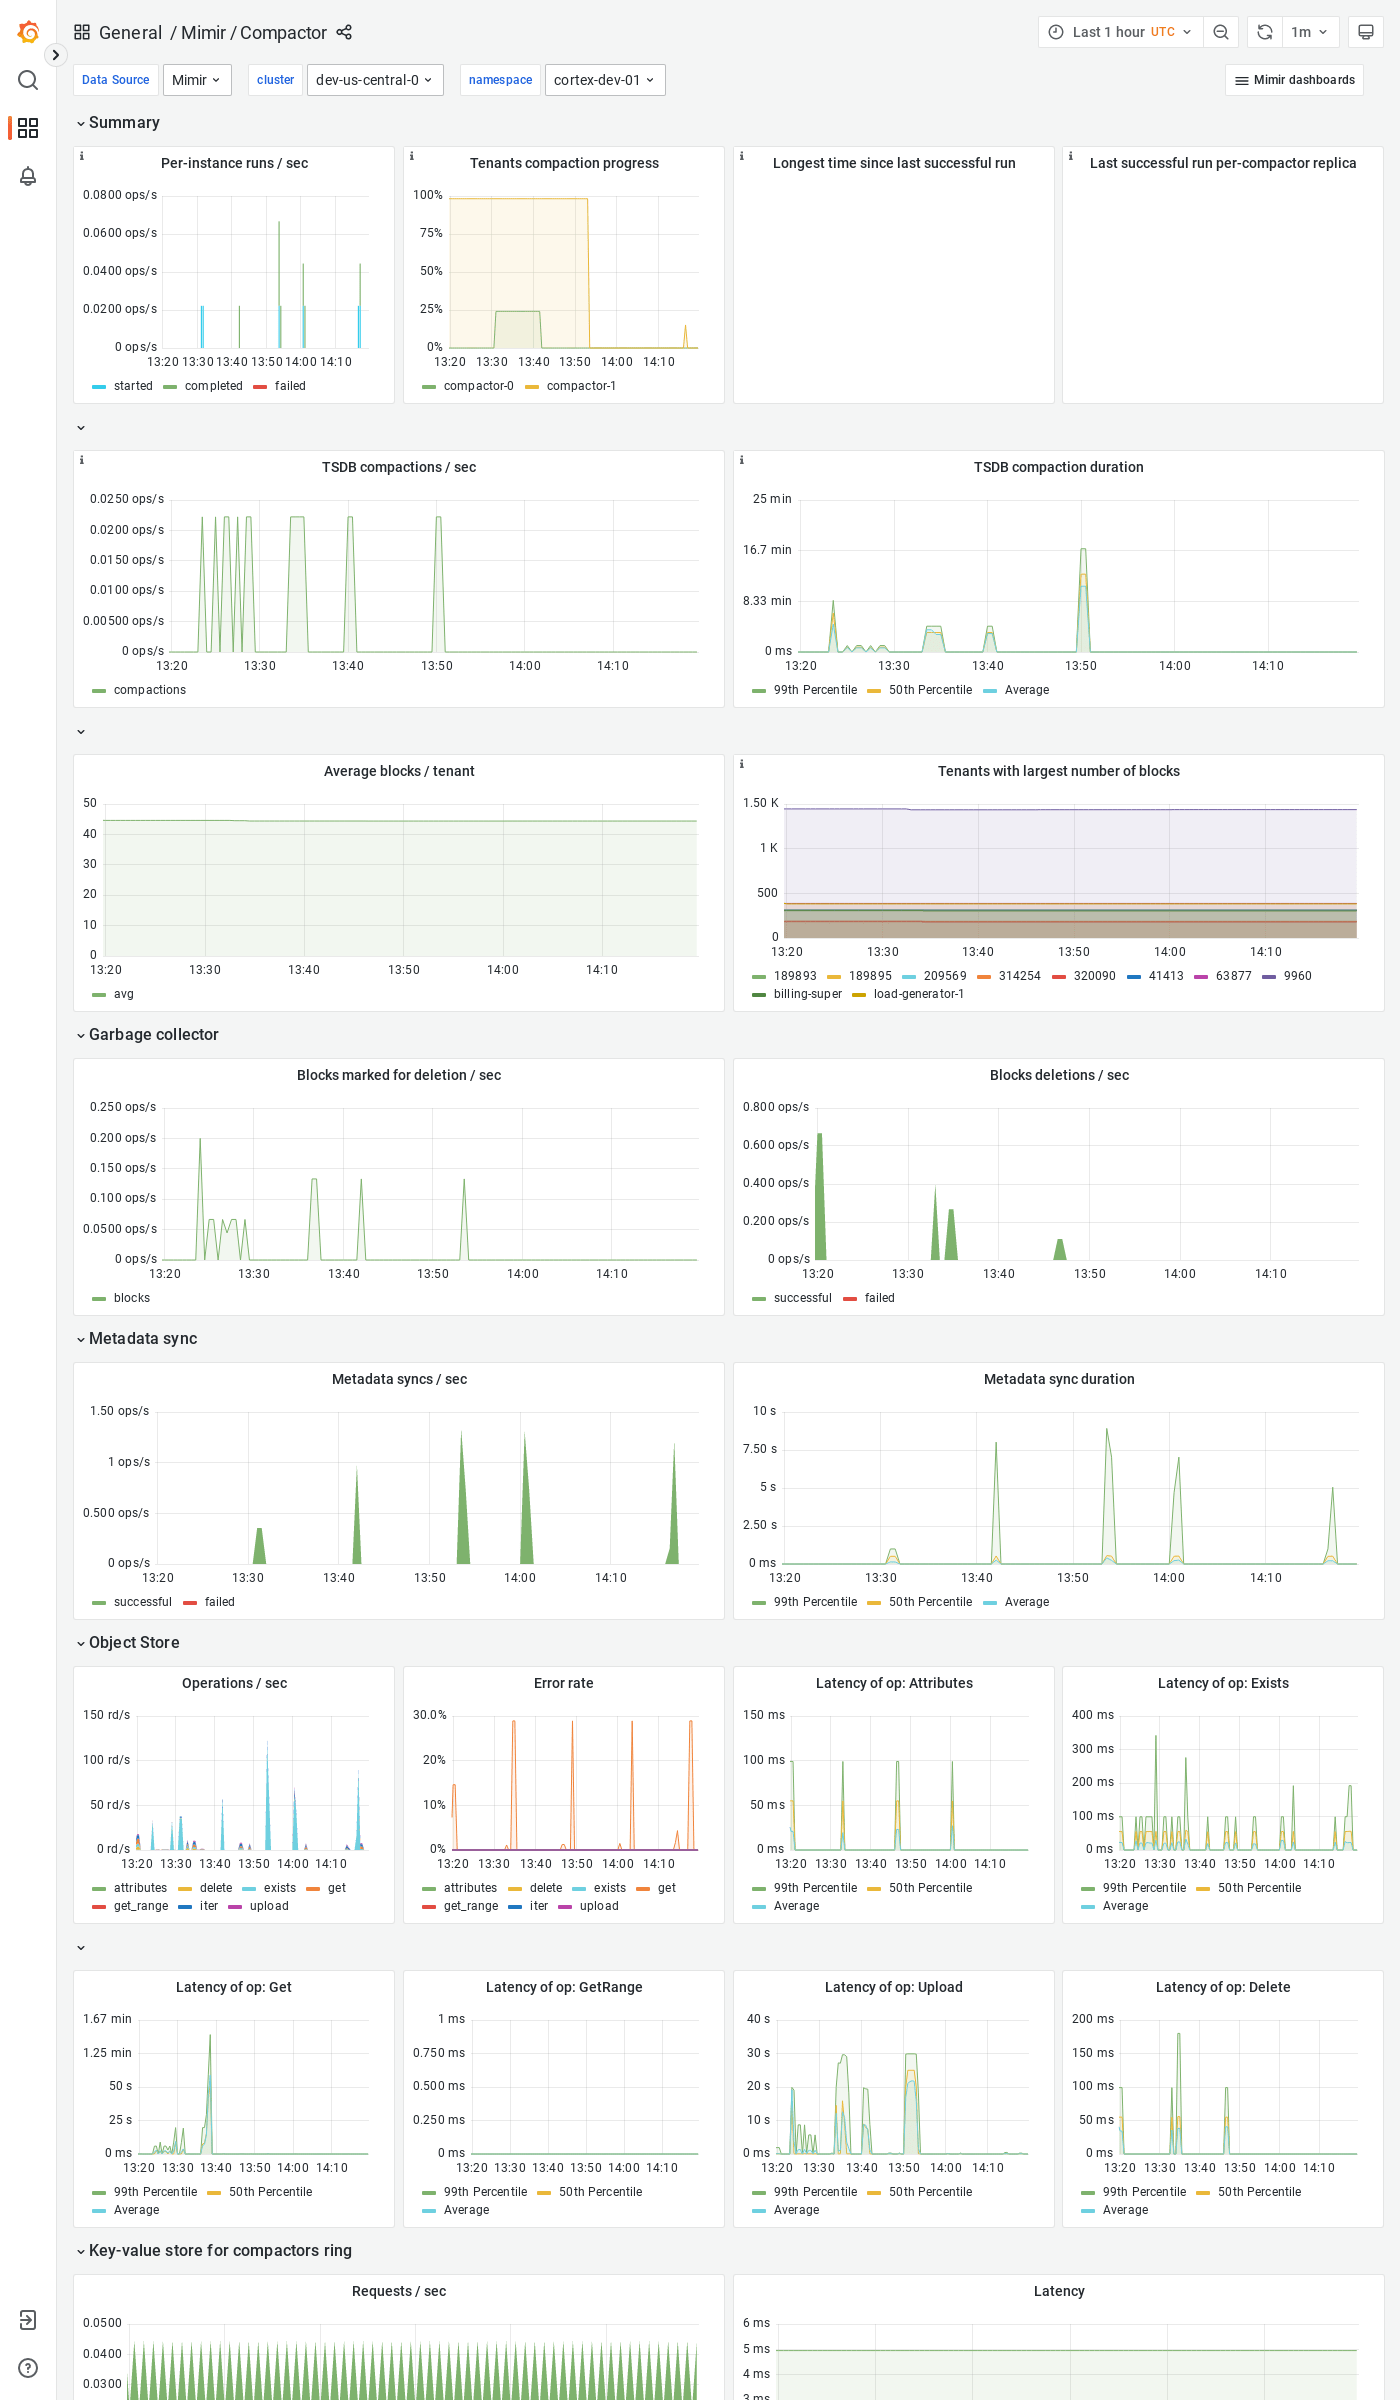 General / Mimir / Compactor
Last 1 hour UTC
1m
Data Source Mimir cluster dev-us-central-0 namespace cortex-dev-01
Mimir dashboards
Summary
Per-instance runs / sec
0.0800 ops/s
0.0600 ops/s
0.0400 ops/s
0.0200 ops/s
0 ops/s
13:20 13:30 13:40 13:50 14:00 14:10
started completed failed
Tenants compaction progress
100%
75%
50%
25%
0%
13:20 13:30 13:40 13:50 14:00 14:10
compactor-0 compactor-1
Longest time since last successful run
Last successful run per-compactor replica
TSDB compactions / sec
0.0250 ops/s
0.0200 ops/s
0.0150 ops/s
0.0100 ops/s
0.00500 ops/s
0 ops/s
13:20 13:30 13:40 13:50 14:00 14:10
compactions
TSDB compaction duration
25 min
16.7 min
8.33 min
0 ms
13:20 13:30 13:40 13:50 14:00 14:10
99th Percentile 50th Percentile Average
Average blocks / tenant
50
40
30
20
10
0
13:20 13:30 13:40 13:50 14:00 14:10
avg
Tenants with largest number of blocks
1.50 K
1 K
500
0
13:20 13:30 13:40 13:50 14:00 14:10
189893 189895 209569 314254 320090 41413 63877 9960
billing-super load-generator-1
Garbage collector
Blocks marked for deletion / sec
0.250 ops/s
0.200 ops/s
0.150 ops/s
0.100 ops/s
0.0500 ops/s
0 ops/s
13:20 13:30 13:40 13:50 14:00 14:10
blocks
Blocks deletions / sec
0.800 ops/s
0.600 ops/s
0.400 ops/s
0.200 ops/s
0 ops/s
13:20 13:30 13:40 13:50 14:00 14:10
successful failed
Metadata sync
Metadata syncs / sec
1.50 ops/s
1 ops/s
0.500 ops/s
0 ops/s
13:20 13:30 13:40 13:50 14:00 14:10
successful failed
Metadata sync duration
10 s
7.50 s
5 s
2.50 s
0 ms
13:20 13:30 13:40 13:50 14:00 14:10
99th Percentile 50th Percentile Average
Object Store
Operations / sec
150 rd/s
100 rd/s
50 rd/s
0 rd/s
13:20 13:30 13:40 13:50 14:00 14:10
attributes delete exists get
get_range iter upload
Error rate
30.0%
20%
10%
0%
13:20 13:30 13:40 13:50 14:00 14:10
attributes delete exists get
get_range iter upload
Latency of op: Attributes
150 ms
100 ms
50 ms
0 ms
13:20 13:30 13:40 13:50 14:00 14:10
99th Percentile 50th Percentile
Average
Latency of op: Exists
400 ms
300 ms
200 ms
100 ms
0 ms
13:20 13:30 13:40 13:50 14:00 14:10
99th Percentile 50th Percentile
Average
Latency of op: Get
1.67 min
1.25 min
50 s
25 s
0 ms
13:20 13:30 13:40 13:50 14:00 14:10
99th Percentile 50th Percentile
Average
Latency of op: GetRange
1 ms
0.750 ms
0.500 ms
0.250 ms
0 ms
13:20 13:30 13:40 13:50 14:00 14:10
99th Percentile 50th Percentile
Average
Latency of op: Upload
40 s
30 s
20 s
10 s
0 ms
13:20 13:30 13:40 13:50 14:00 14:10
99th Percentile 50th Percentile
Average
Latency of op: Delete
200 ms
150 ms
100 ms
50 ms
0 ms
13:20 13:30 13:40 13:50 14:00 14:10
99th Percentile 50th Percentile
Average
Key-value store for compactors ring
Requests / sec
0.0500
0.0400
0.0300
Latency
6 ms
5 ms
4 ms
3 ms